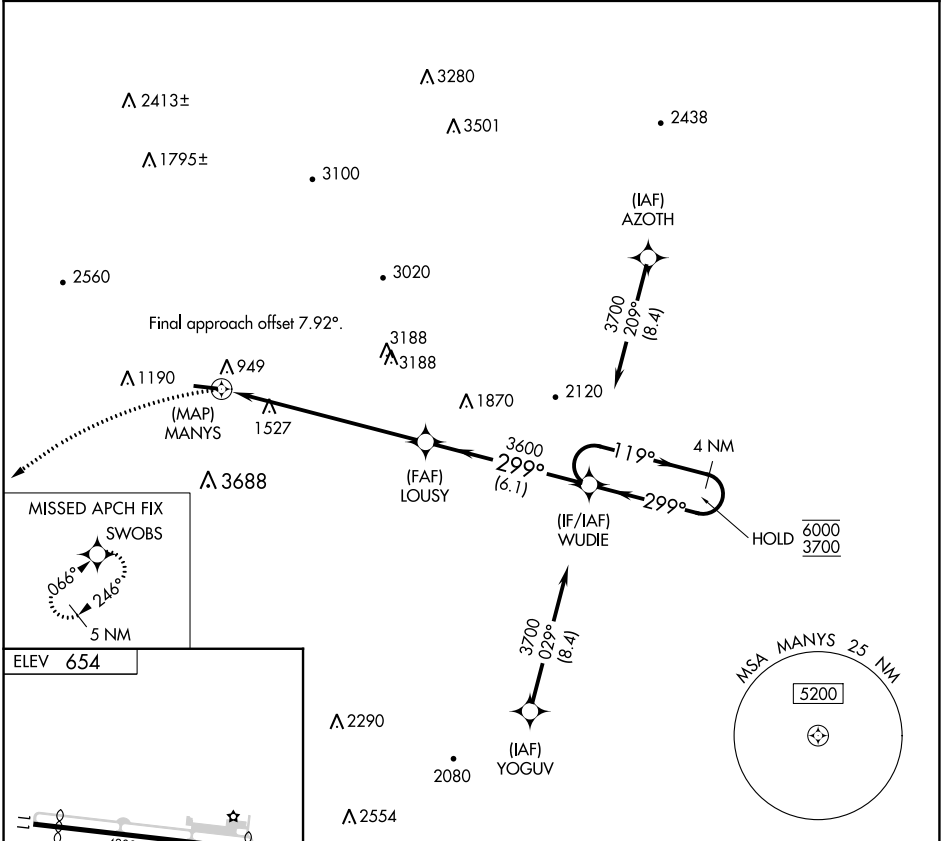 3280
2413±
3501
2438
1795±
3100
(IAF)
AZOTH
2560
3020
3700
209°
(8.4)
Final approach offset 7.92°.
3188
3188
949
1190
1870
2120
(MAP)
MANYS
1527
3600
299°
(6.1)
119°
4 NM
(FAF)
LOUSY
299°
3688
(IF/IAF)
WUDIE
HOLD 6000
3700
MISSED APCH FIX
SWOBS
066°
246°
5 NM
3700
029°
(8.4)
ELEV 654
MSA MANYS 25 NM
5200
2290
(IAF)
YOGUV
2080
2554